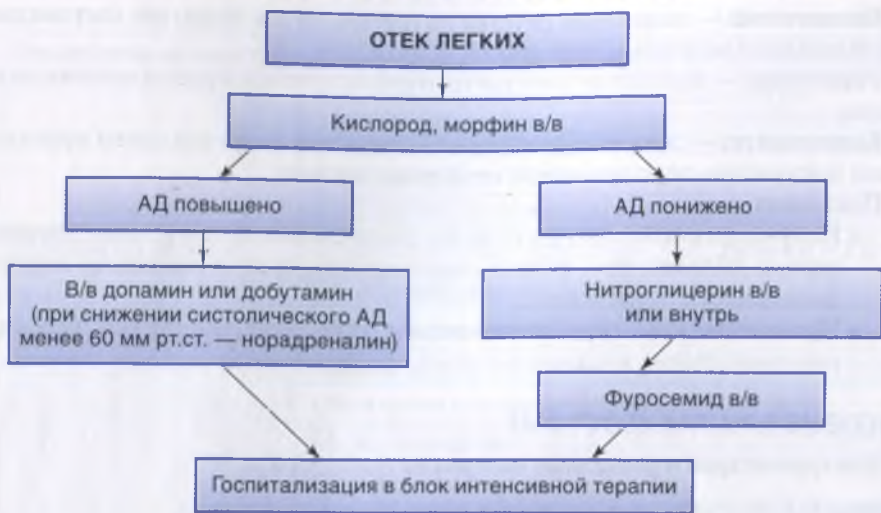 ОТЕК ЛЕГКИХ
Кислород, морфин в/в
АД повышено
АД понижено
В/в допамин или добутамин
(при снижении систолического АД
менее 60 мм рт.ст. — норадреналин)
Нитроглицерин в/в
или внутрь
Фуросемид в/в
Госпитализация в блок интенсивной терапии